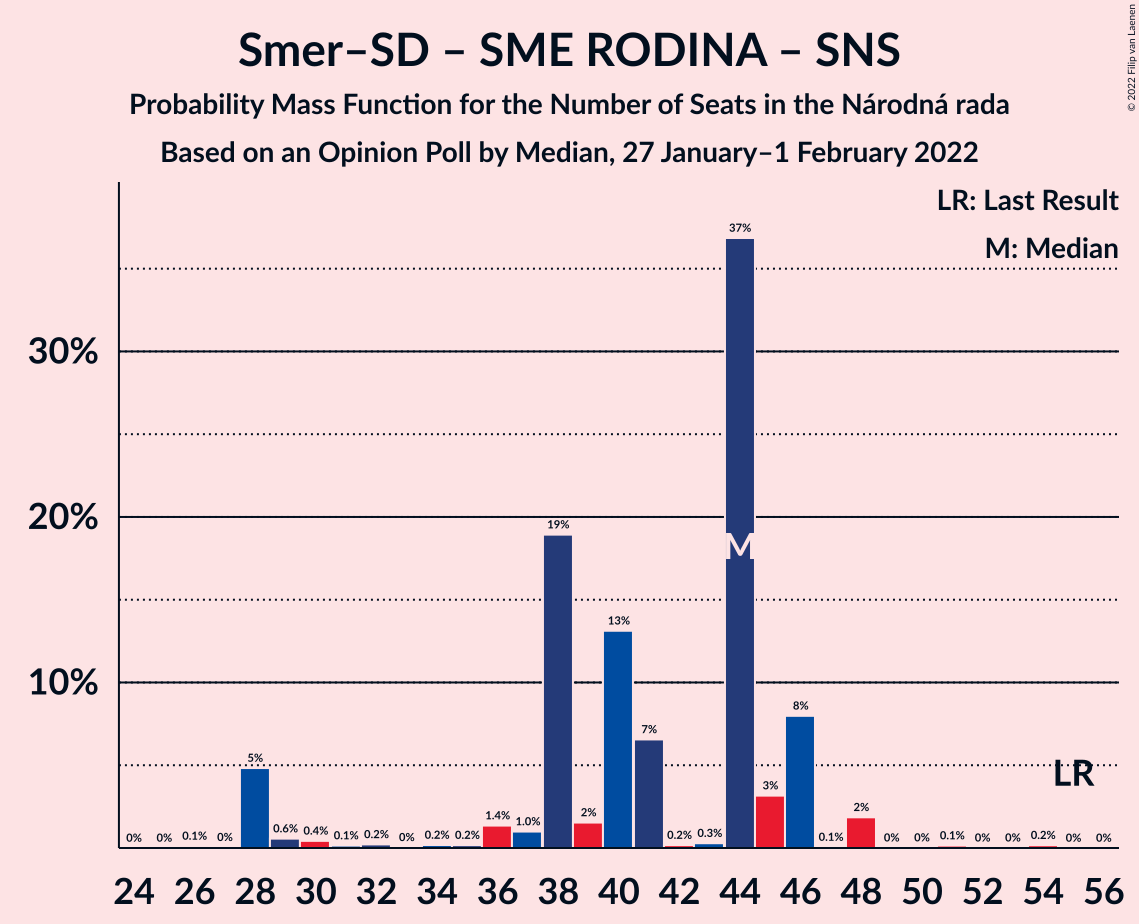 Smer–SD – SME RODINA – SNS
Probability Mass Function for the Number of Seats in the Národná rada
Based on an Opinion Poll by Median, 27 January–1 February 2022
© 2022 Filip van Laenen
LR: Last Result
M: Median
30%
20%
10%
0% 0% 0.1% 0% 5% 0.6% 0.4% 0.1% 0.2% 0% 0.2% 0.2% 1.4% 1.0% 19% 2% 13% 7% 0.2% 0.3% 37% 3% 8% 0.1% 2% 0% 0% 0.1% 0% 0% 0.2% 0% 0%
M
LR
24 26 28 30 32 34 36 38 40 42 44 46 48 50 52 54 56